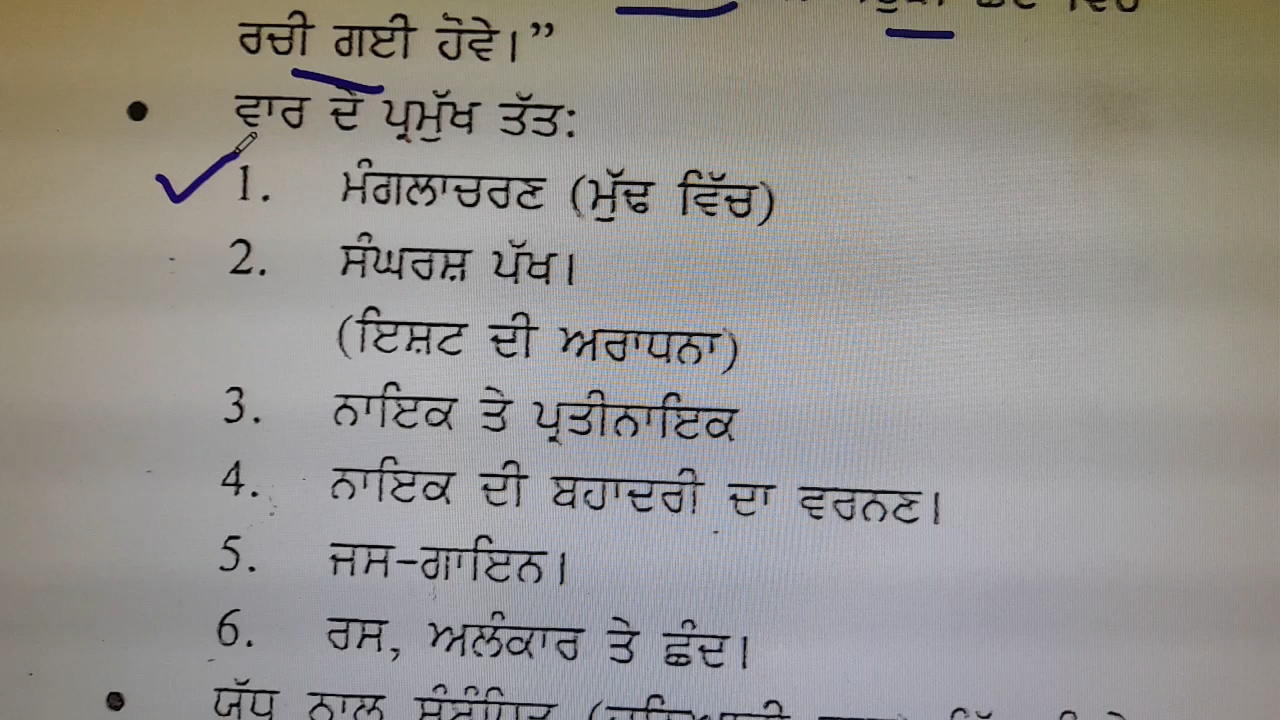 ਰਚੀ ਗਈ ਹੋਵੇ।”
• ਵਾਰ ਦੇ ਪ੍ਰਮੁੱਖ ਤੱਤ:
1. ਮੰਗਲਾਚਰਣ (ਮੁੱਢ ਵਿੱਚ)
2. ਸੰਘਰਸ਼ ਪੱਖ।
(ਇਸ਼ਟ ਦੀ ਅਰਾਧਨਾ)
3. ਨਾਇਕ ਤੇ ਪ੍ਰਤੀਨਾਇਕ
4. ਨਾਇਕ ਦੀ ਬਹਾਦਰੀ ਦਾ ਵਰਨਣ।
5. ਜਸ-ਗਾਇਨ।
6. ਰਸ, ਅਲੰਕਾਰ ਤੇ ਛੰਦ।
• ਯੁੱਧ ਨਾਲ